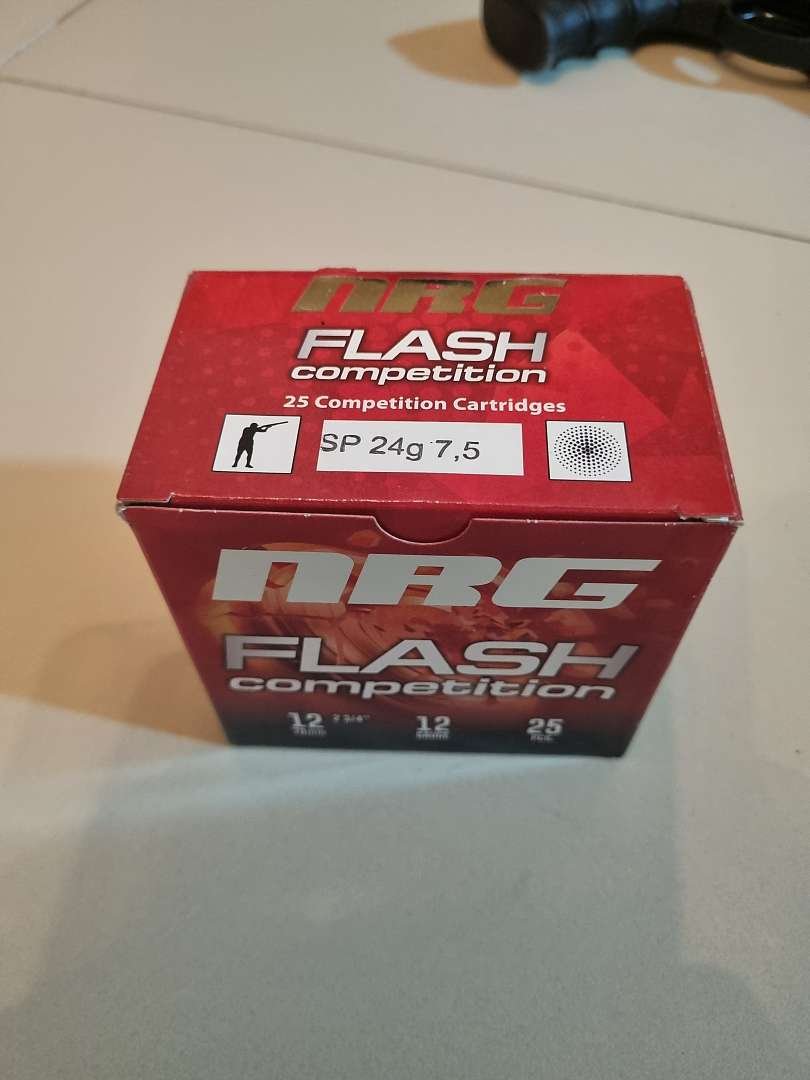 NRG
FLASH
competition
25 Competition Cartridges
SP 24g 7,5
NRG
FLASH
competition
12 2 3/4" 12 25